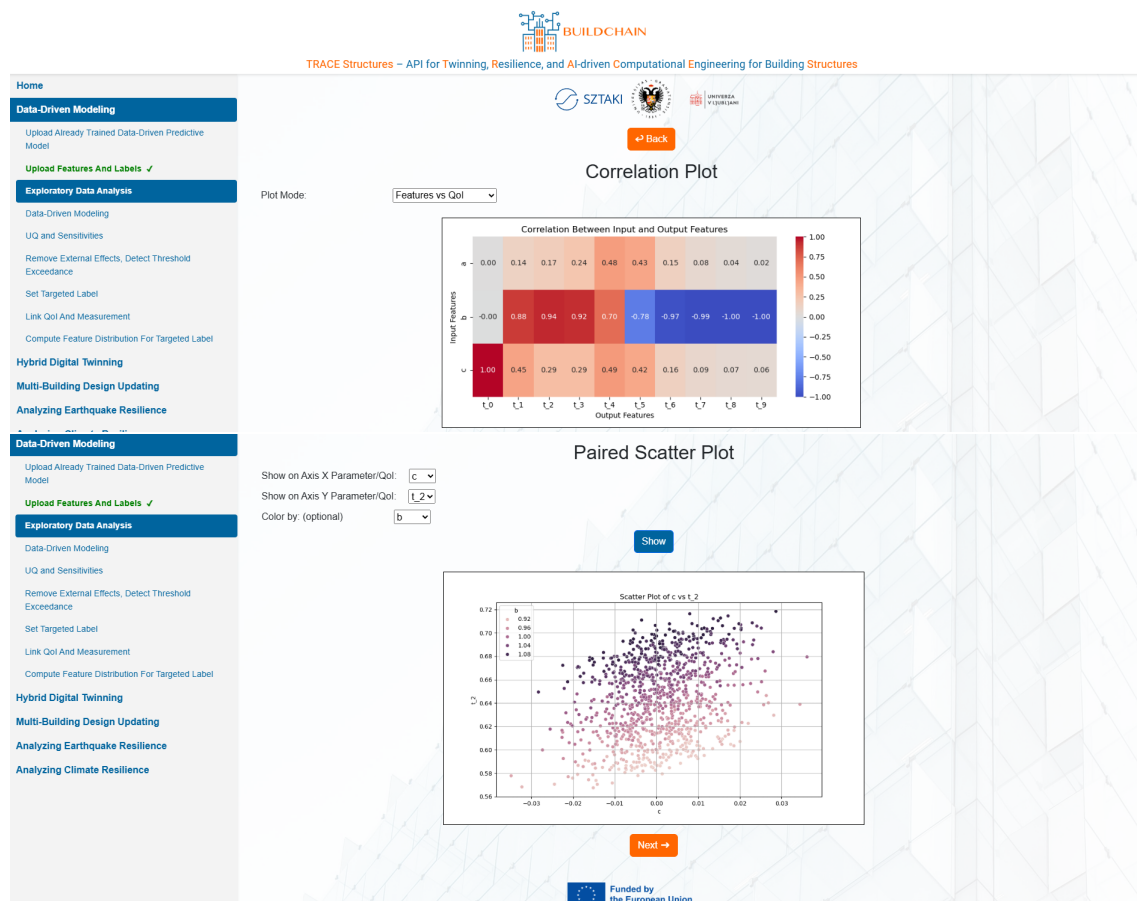 BUILDCHAIN
TRACE Structures – API for Twinning, Resilience, and AI-driven Computational Engineering for Building Structures
Home
Data-Driven Modeling
Upload Already Trained Data-Driven Predictive
Model
Upload Features And Labels ✓
Exploratory Data Analysis
Data-Driven Modeling
UQ and Sensitivities
Remove External Effects, Detect Threshold
Exceedance
Set Targeted Label
Link QoI And Measurement
Compute Feature Distribution For Targeted Label
Hybrid Digital Twinning
Multi-Building Design Updating
Analyzing Earthquake Resilience
SZTAKI
UNIVERZA
V LJUBLJANI
↩ Back
Correlation Plot
Plot Mode: Features vs QoI
Correlation Between Input and Output Features
Input Features
a 0.00 0.14 0.17 0.24 0.48 0.43 0.15 0.08 0.04 0.02
b -0.00 0.88 0.94 0.92 0.70 -0.78 -0.97 -0.99 -1.00 -1.00
c 1.00 0.45 0.29 0.29 0.49 0.42 0.16 0.09 0.07 0.06
t_0 t_1 t_2 t_3 t_4 t_5 t_6 t_7 t_8 t_9
Output Features
1.00
0.75
0.50
0.25
0.00
−0.25
−0.50
−0.75
−1.00
Data-Driven Modeling
Upload Already Trained Data-Driven Predictive
Model
Upload Features And Labels ✓
Exploratory Data Analysis
Data-Driven Modeling
UQ and Sensitivities
Remove External Effects, Detect Threshold
Exceedance
Set Targeted Label
Link QoI And Measurement
Compute Feature Distribution For Targeted Label
Hybrid Digital Twinning
Multi-Building Design Updating
Analyzing Earthquake Resilience
Analyzing Climate Resilience
Paired Scatter Plot
Show on Axis X Parameter/QoI: c
Show on Axis Y Parameter/QoI: t_2
Color by: (optional) b
Show
Scatter Plot of c vs t_2
b
0.92
0.96
1.00
1.04
1.08
t_2
0.72
0.70
0.68
0.66
0.64
0.62
0.60
0.58
0.56
−0.03 −0.02 −0.01 0.00 0.01 0.02 0.03
c
Next →
Funded by
the European Union